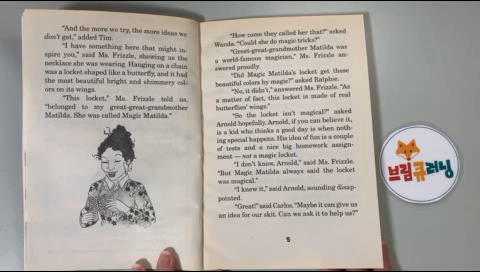 "And the more we try, the more ideas we
don't get," added Tim.
"I have something here that might in-
spire you," said Ms. Frizzle, showing us the
necklace she was wearing. Hanging on a chain
was a locket shaped like a butterfly, and it had
the most beautiful bright and shimmery col-
ors on its wings.
"This locket," Ms. Frizzle told us,
"belonged to my great-great-grandmother
Matilda. She was called Magic Matilda."
"How come they called her that?" asked
Wanda. "Could she do magic tricks?"
"Great-great-grandmother Matilda was
a world-famous magician," Ms. Frizzle an-
swered proudly.
"Did Magic Matilda's locket get those
beautiful colors by magic?" asked Ralphie.
"No, it didn't," answered Ms. Frizzle. "As
a matter of fact, this locket is made of real
butterflies' wings."
"So the locket isn't magical?" asked
Arnold hopefully. Arnold, if you can believe it,
is a kid who thinks a good day is when noth-
ing special happens. His idea of fun is a couple
of tests and a nice big homework assign-
ment — not a magic locket.
"I don't know, Arnold," said Ms. Frizzle.
"But Magic Matilda always said the locket
was magical."
"I knew it," said Arnold, sounding disap-
pointed.
"Great!" said Carlos. "Maybe it can give us
an idea for our skit. Can we ask it to help us?"
5
브림큐러닝